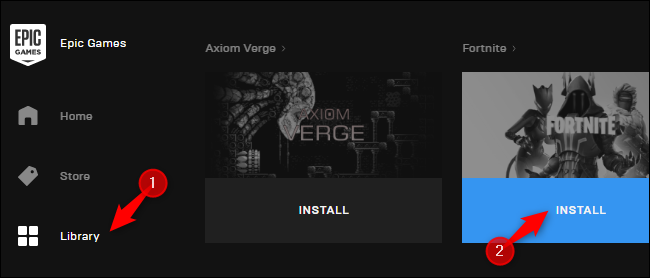 EPIC
GAMES
Epic Games
Home
Store
Library
1
Axiom Verge ›
AXIOM
VERGE
INSTALL
Fortnite ›
FORTNITE
INSTALL
2